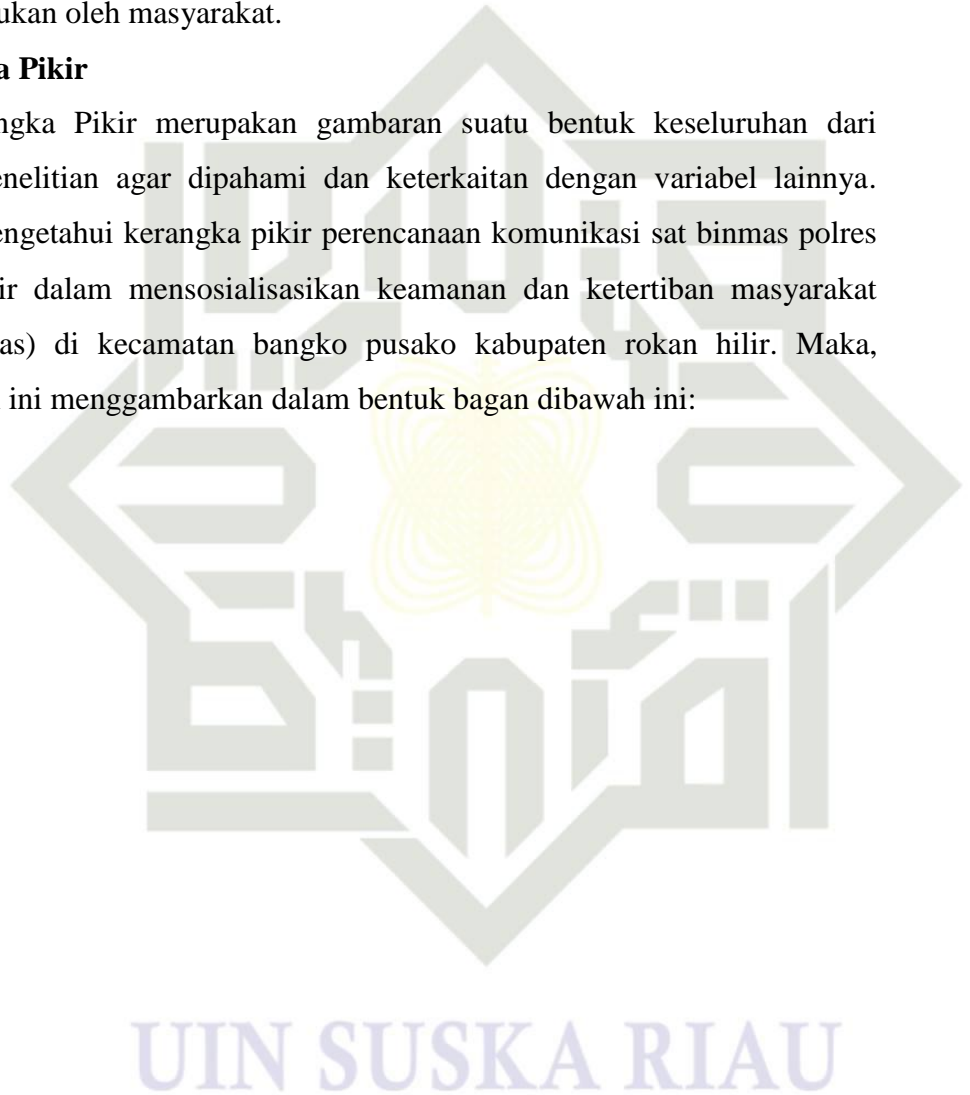 ukan oleh masyarakat.
a Pikir
ngka Pikir merupakan gambaran suatu bentuk keseluruhan dari
enelitian agar dipahami dan keterkaitan dengan variabel lainnya.
engetahui kerangka pikir perencanaan komunikasi sat binmas polres
ir dalam mensosialisasikan keamanan dan ketertiban masyarakat
as) di kecamatan bangko pusako kabupaten rokan hilir. Maka,
ini menggambarkan dalam bentuk bagan dibawah ini:
UIN SUSKA RIAU